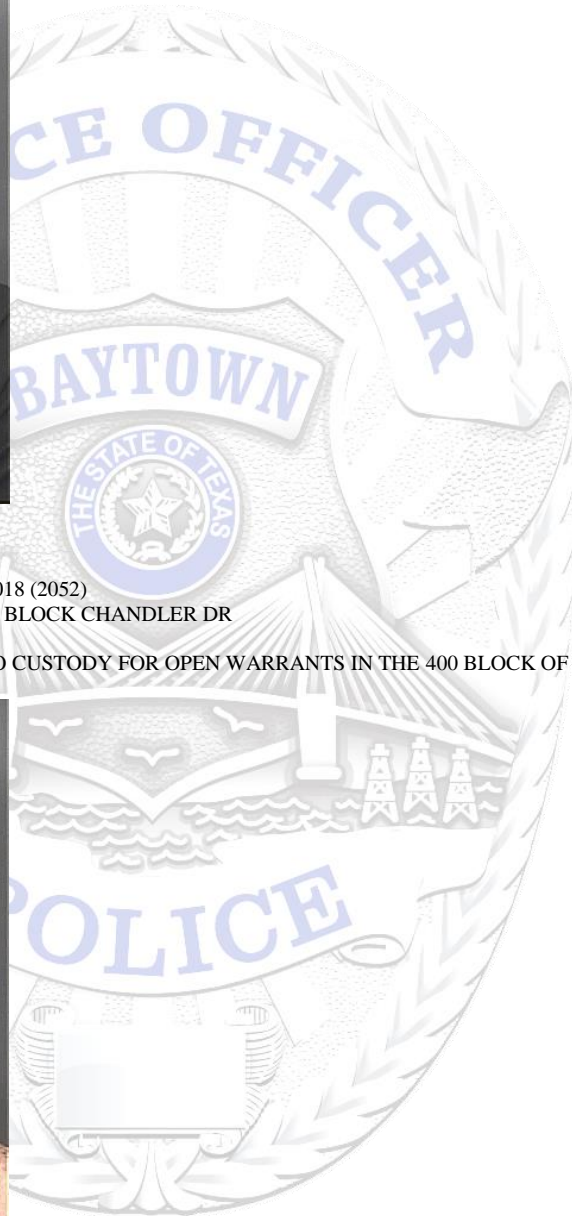 CE OFFICER
BAYTOWN
THE STATE OF TEXAS
018 (2052)
BLOCK CHANDLER DR
CUSTODY FOR OPEN WARRANTS IN THE 400 BLOCK OF
POLICE